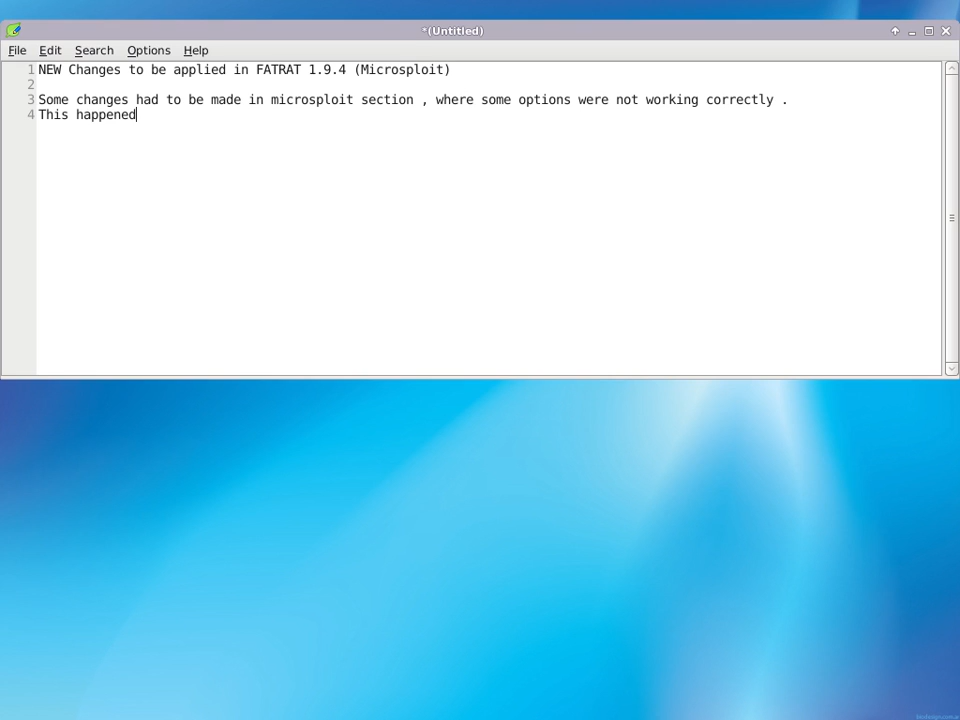 *(Untitled)
File Edit Search Options Help
1 NEW Changes to be applied in FATRAT 1.9.4 (Microsploit)
2
3 Some changes had to be made in microsploit section , where some options were not working correctly .
4 This happened